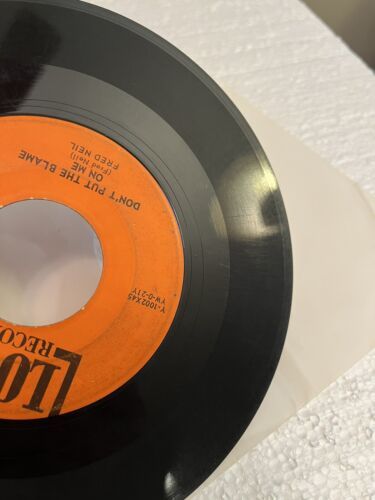 LO
RECO
Y-1002X45
YW-O-21Y
DON'T PUT THE BLAME
ON ME
(Fred Neil)
FRED NEIL